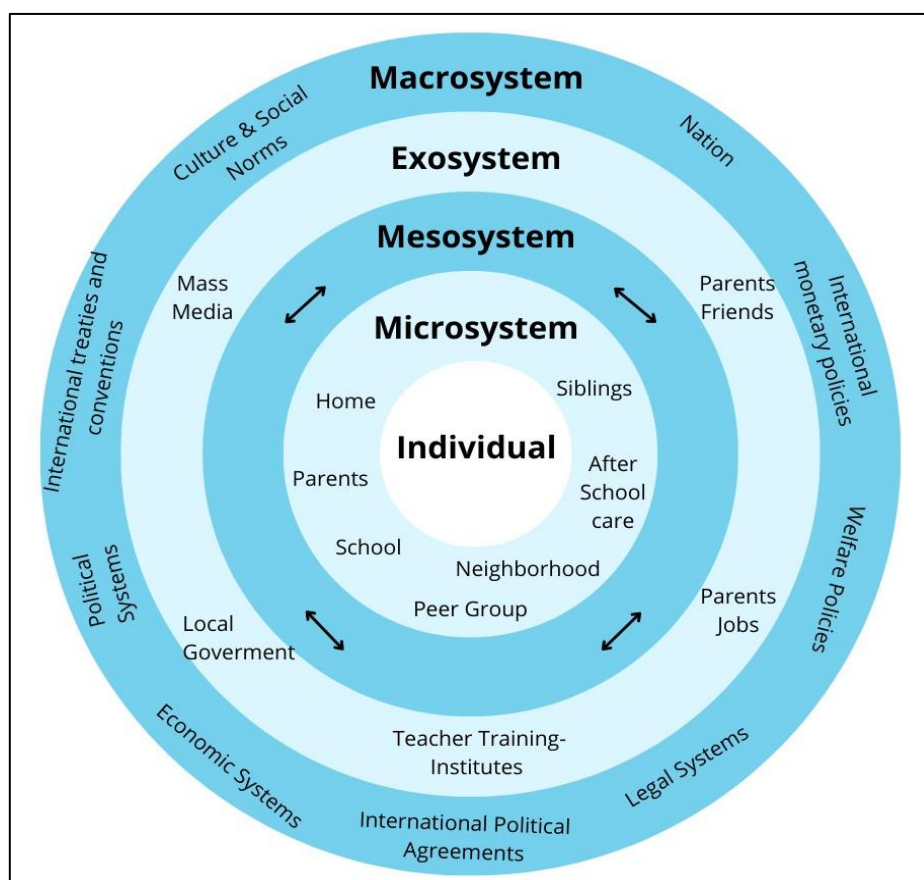 Macrosystem
Culture & Social
Norms
Nation
Exosystem
Mesosystem
Mass
Media
Parents
Friends
International treaties and
conventions
International
monetary policies
Microsystem
Home
Siblings
Individual
Parents
After
School
care
School
Neighborhood
Peer Group
Political
Systems
Welfare Policies
Local
Goverment
Parents
Jobs
Economic Systems
Teacher Training-
Institutes
Legal Systems
International Political
Agreements